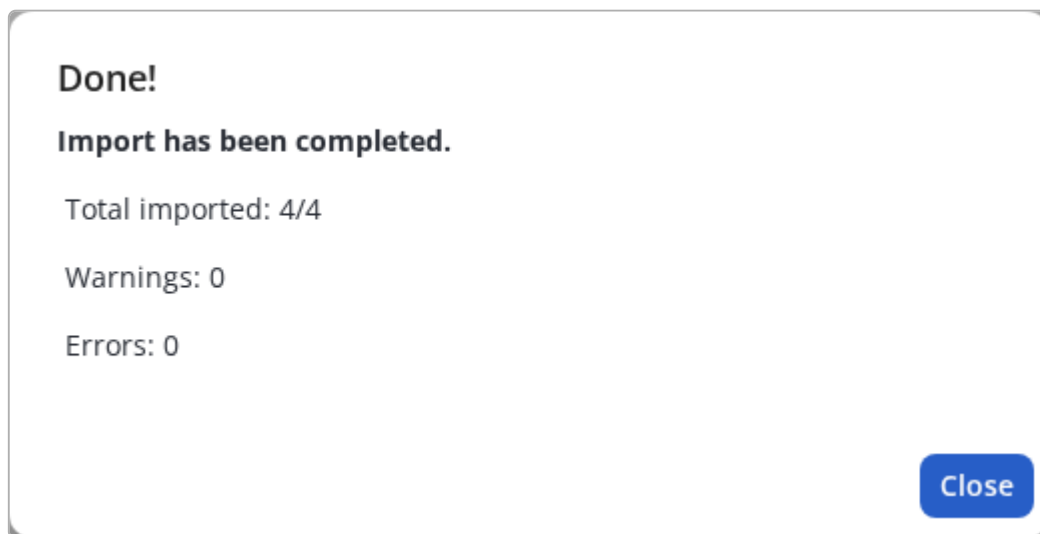 Done!
Import has been completed.
Total imported: 4/4
Warnings: 0
Errors: 0
Close